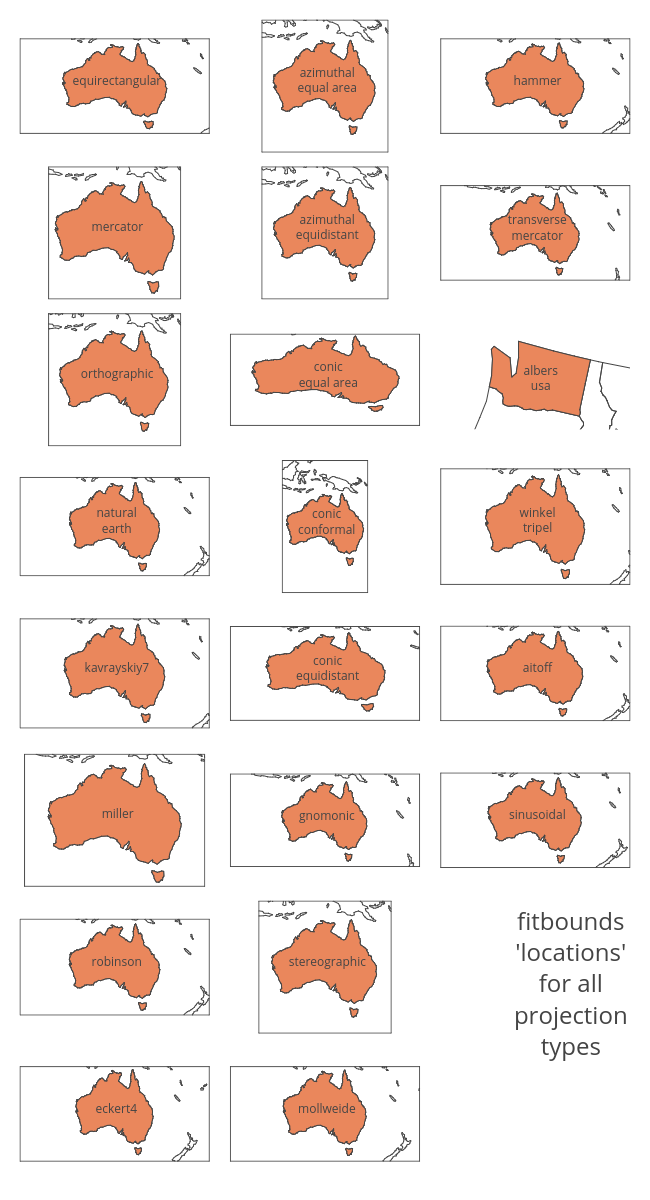 equirectangular
azimuthal
equal area
hammer
mercator
azimuthal
equidistant
transverse
mercator
orthographic
conic
equal area
albers
usa
natural
earth
conic
conformal
winkel
tripel
kavrayskiy7
conic
equidistant
aitoff
miller
gnomonic
sinusoidal
robinson
stereographic
fitbounds
'locations'
for all
projection
types
eckert4
mollweide